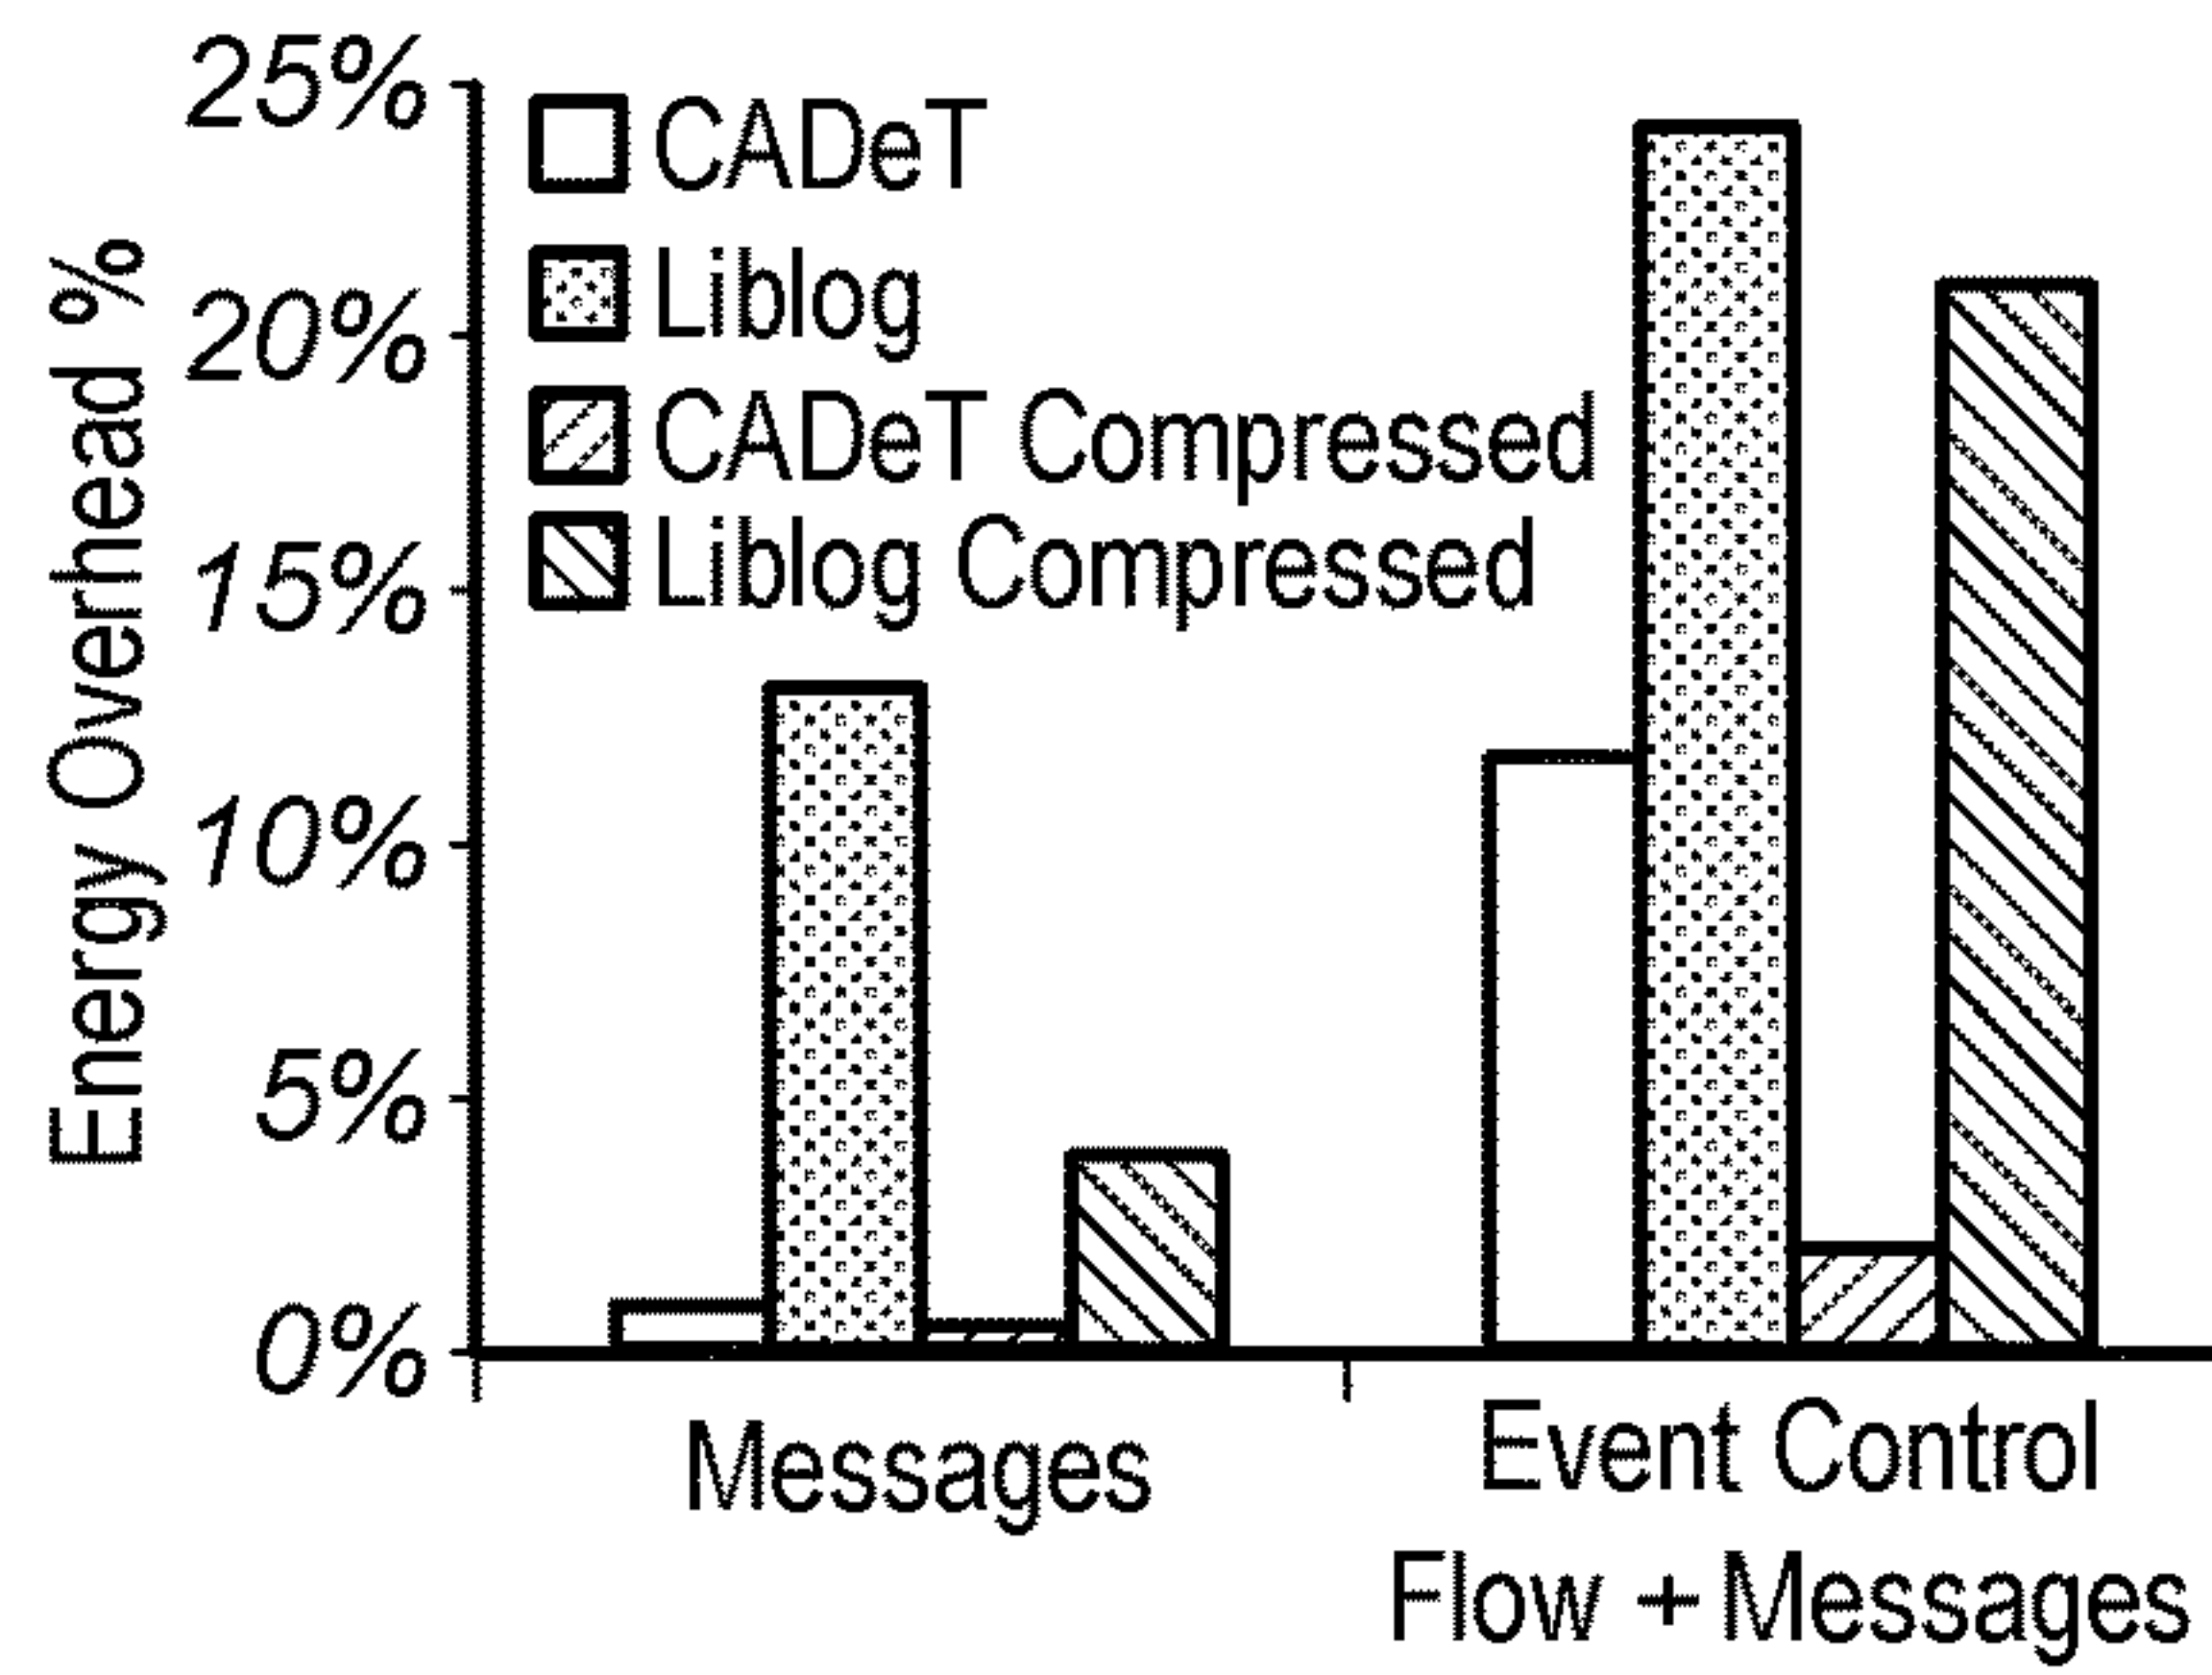 Energy Overhead %
25%
20%
15%
10%
5%
0%
CADeT
Liblog
CADeT Compressed
Liblog Compressed
Messages
Event Control
Flow + Messages